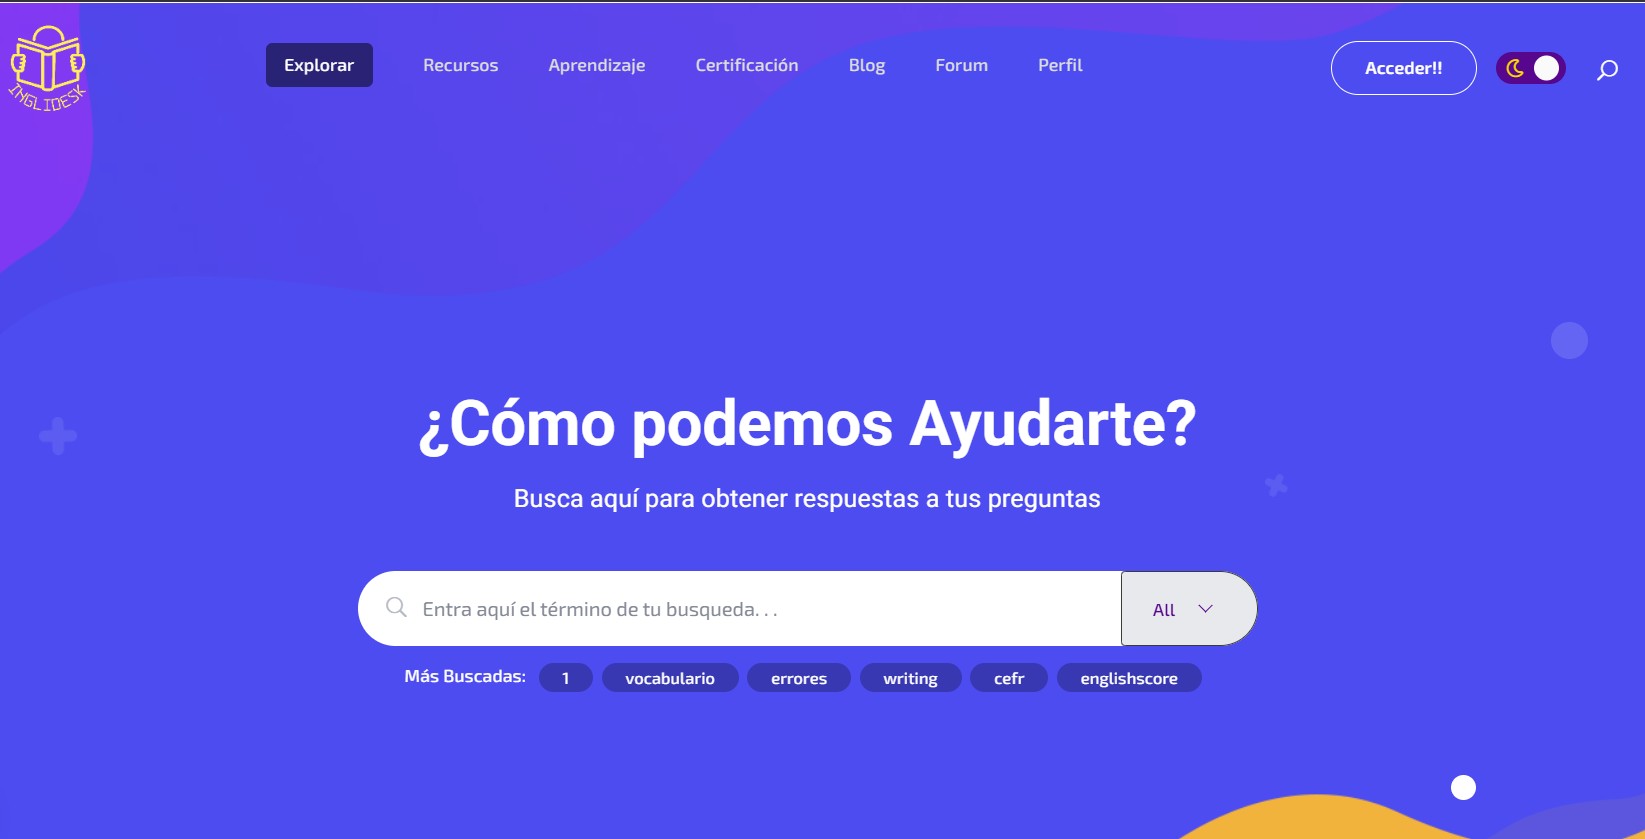 INGLIDESK
Explorar Recursos Aprendizaje Certificación Blog Forum Perfil Acceder!!
¿Cómo podemos Ayudarte?
Busca aquí para obtener respuestas a tus preguntas
Entra aquí el término de tu busqueda. . . All
Más Buscadas: 1 vocabulario errores writing cefr englishscore